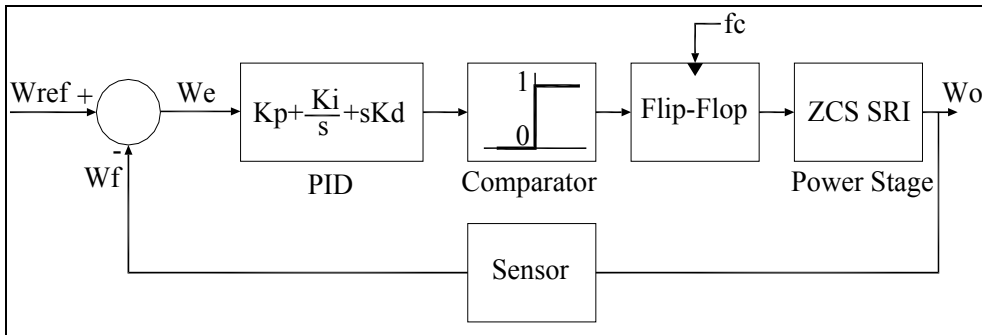 fc
Wref +
We
Kp+Ki/s+sKd
1
0
Flip-Flop
ZCS SRI
Wo
-
Wf
PID
Comparator
Power Stage
Sensor